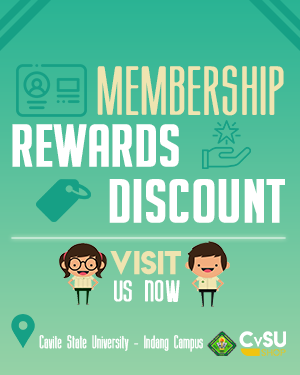 MEMBERSHIP
REWARDS
DISCOUNT
VISIT
US NOW
Cavite State University - Indang Campus
CvSU